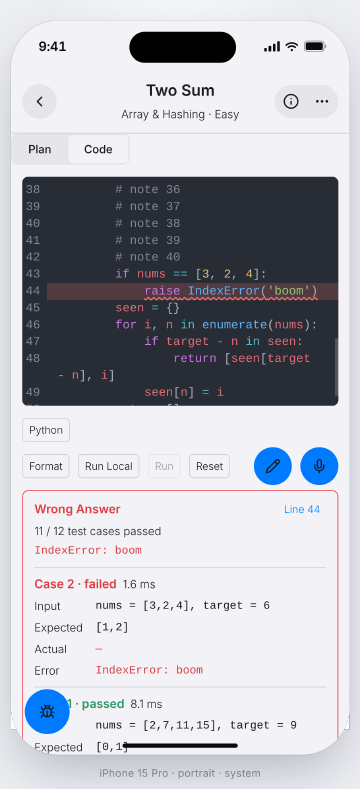 9:41
Two Sum
Array & Hashing · Easy
Plan
Code
38 # note 36
39 # note 37
40 # note 38
41 # note 39
42 # note 40
43 if nums == [3, 2, 4]:
44 raise IndexError('boom')
45 seen = {}
46 for i, n in enumerate(nums):
47 if target - n in seen:
48 return [seen[target
- n], i]
49 seen[n] = i
Python
Format
Run Local
Run
Reset
Wrong Answer
Line 44
11 / 12 test cases passed
IndexError: boom
Case 2 · failed 1.6 ms
Input nums = [3,2,4], target = 6
Expected [1,2]
Actual —
Error IndexError: boom
1 · passed 8.1 ms
nums = [2,7,11,15], target = 9
Expected [0,1]
iPhone 15 Pro · portrait · system